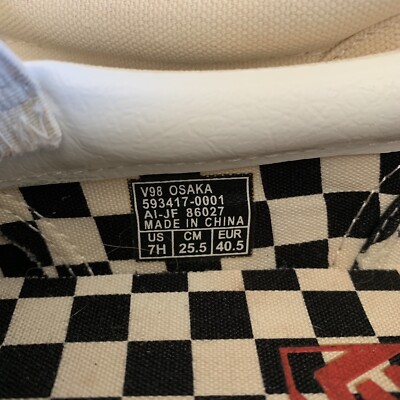 V98 OSAKA
593417-0001
AI-JF 86027
MADE IN CHINA
US CM EUR
7H 25.5 40.5